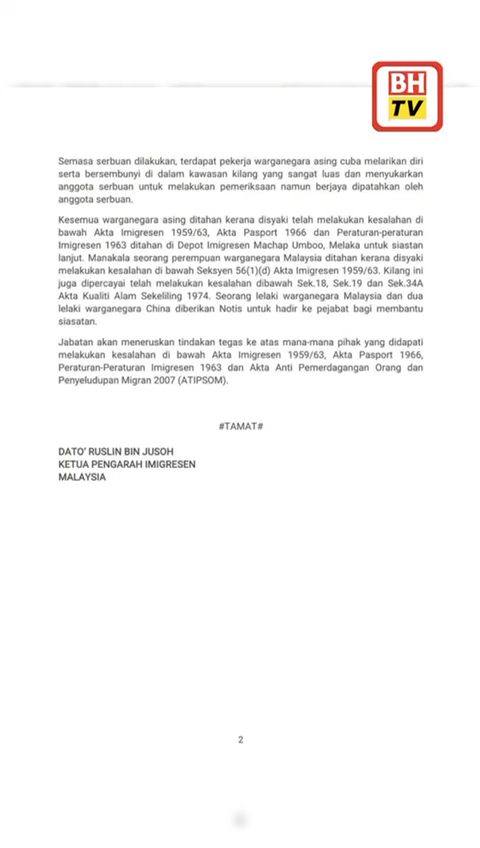 BH
TV
Semasa serbuan dilakukan, terdapat pekerja warganegara asing cuba melarikan diri
serta bersembunyi di dalam kawasan kilang yang sangat luas dan menyukarkan
anggota serbuan untuk melakukan pemeriksaan namun berjaya dipatahkan oleh
anggota serbuan.
Kesemua warganegara asing ditahan kerana disyaki telah melakukan kesalahan di
bawah Akta Imigresen 1959/63, Akta Pasport 1966 dan Peraturan-peraturan
Imigresen 1963 ditahan di Depot Imigresen Machap Umboo, Melaka untuk siastan
lanjut. Manakala seorang perempuan warganegara Malaysia ditahan kerana disyaki
melakukan kesalahan di bawah Seksyen 56(1)(d) Akta Imigresen 1959/63. Kilang ini
juga dipercayai telah melakukan kesalahan dibawah Sek.18, Sek.19 dan Sek.34A
Akta Kualiti Alam Sekeliling 1974. Seorang lelaki warganegara Malaysia dan dua
lelaki warganegara China diberikan Notis untuk hadir ke pejabat bagi membantu
siasatan.
Jabatan akan meneruskan tindakan tegas ke atas mana-mana pihak yang didapati
melakukan kesalahan di bawah Akta Imigresen 1959/63, Akta Pasport 1966,
Peraturan-Peraturan Imigresen 1963 dan Akta Anti Pemerdagangan Orang dan
Penyeludupan Migran 2007 (ATIPSOM).
#TAMAT#
DATO' RUSLIN BIN JUSOH
KETUA PENGARAH IMIGRESEN
MALAYSIA
2